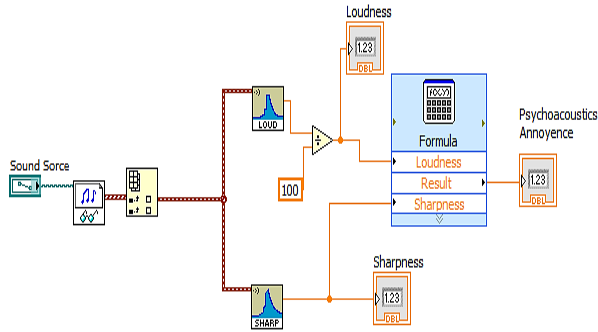 Loudness
1.23
DBL
LOUD
÷
100
f(x,y)
Formula
Loudness
Result
Sharpness
Psychoacoustics
Annoyence
1.23
DBL
Sound Sorce
SHARP
Sharpness
1.23
DBL